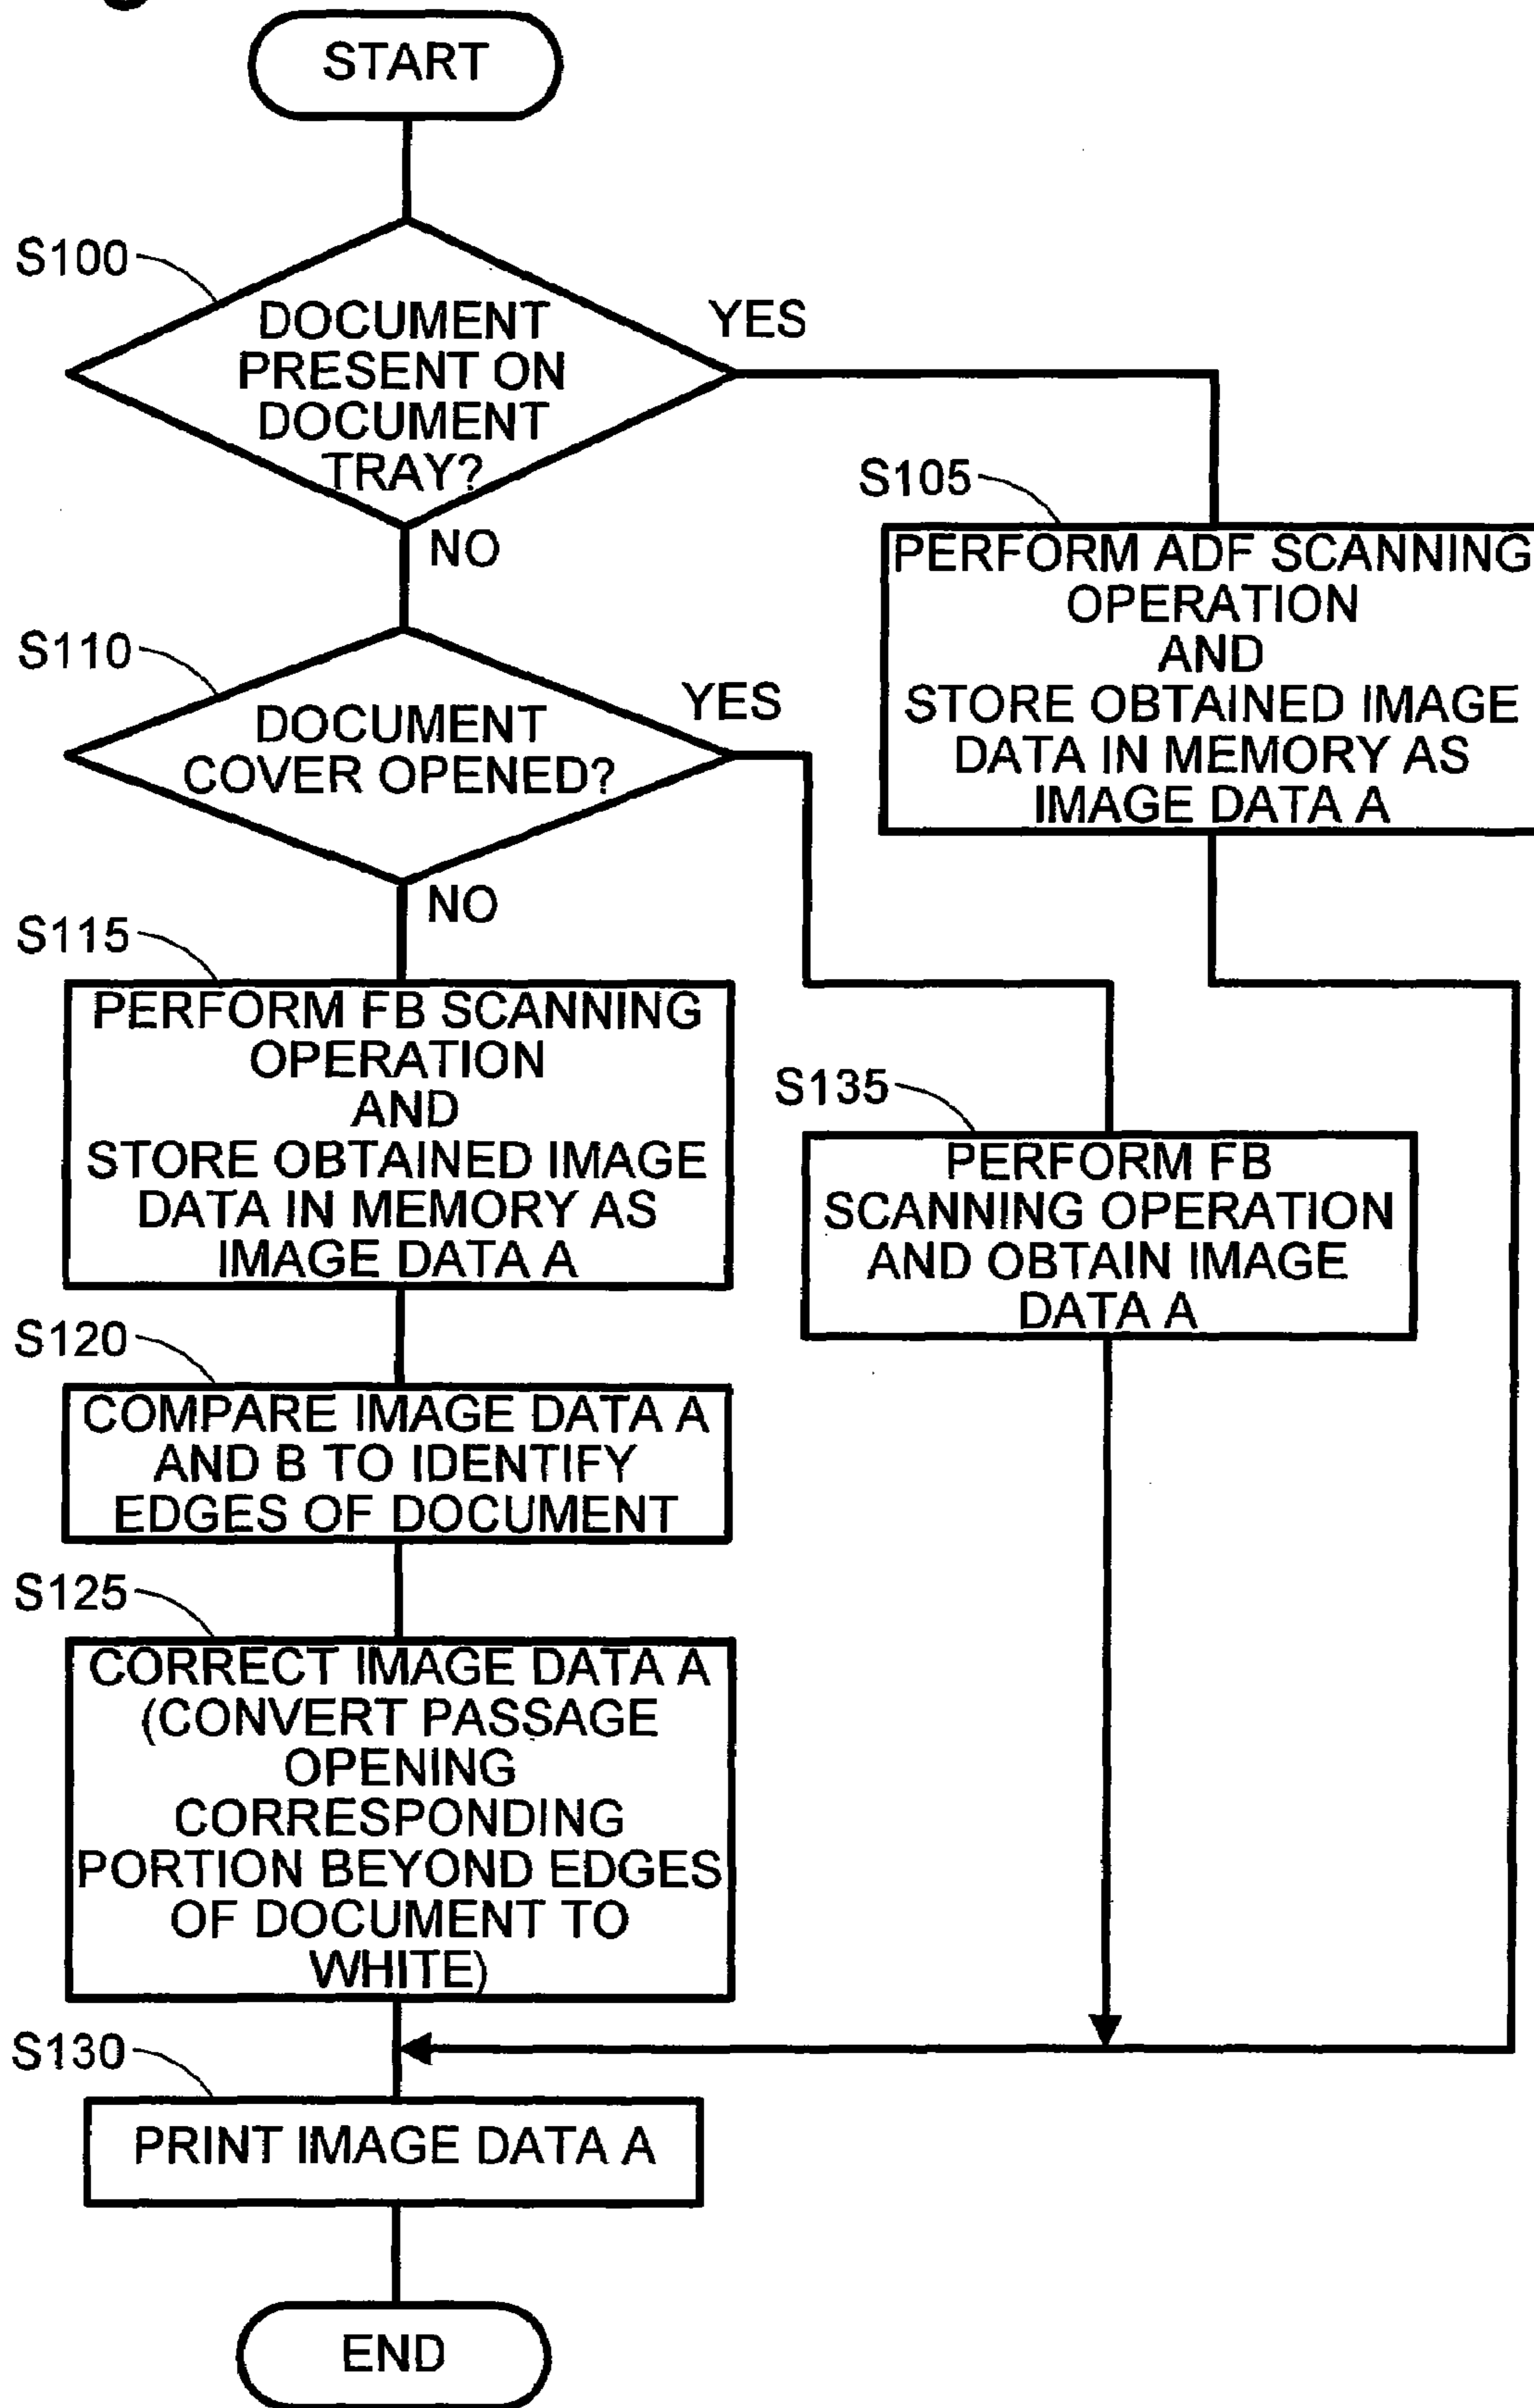 START
S100
DOCUMENT
PRESENT ON
DOCUMENT
TRAY?
YES
NO
S105
PERFORM ADF SCANNING
OPERATION
AND
STORE OBTAINED IMAGE
DATA IN MEMORY AS
IMAGE DATA A
S110
DOCUMENT
COVER OPENED?
YES
NO
S115
PERFORM FB SCANNING
OPERATION
AND
STORE OBTAINED IMAGE
DATA IN MEMORY AS
IMAGE DATA A
S135
PERFORM FB
SCANNING OPERATION
AND OBTAIN IMAGE
DATA A
S120
COMPARE IMAGE DATA A
AND B TO IDENTIFY
EDGES OF DOCUMENT
S125
CORRECT IMAGE DATA A
(CONVERT PASSAGE
OPENING
CORRESPONDING
PORTION BEYOND EDGES
OF DOCUMENT TO
WHITE)
S130
PRINT IMAGE DATA A
END